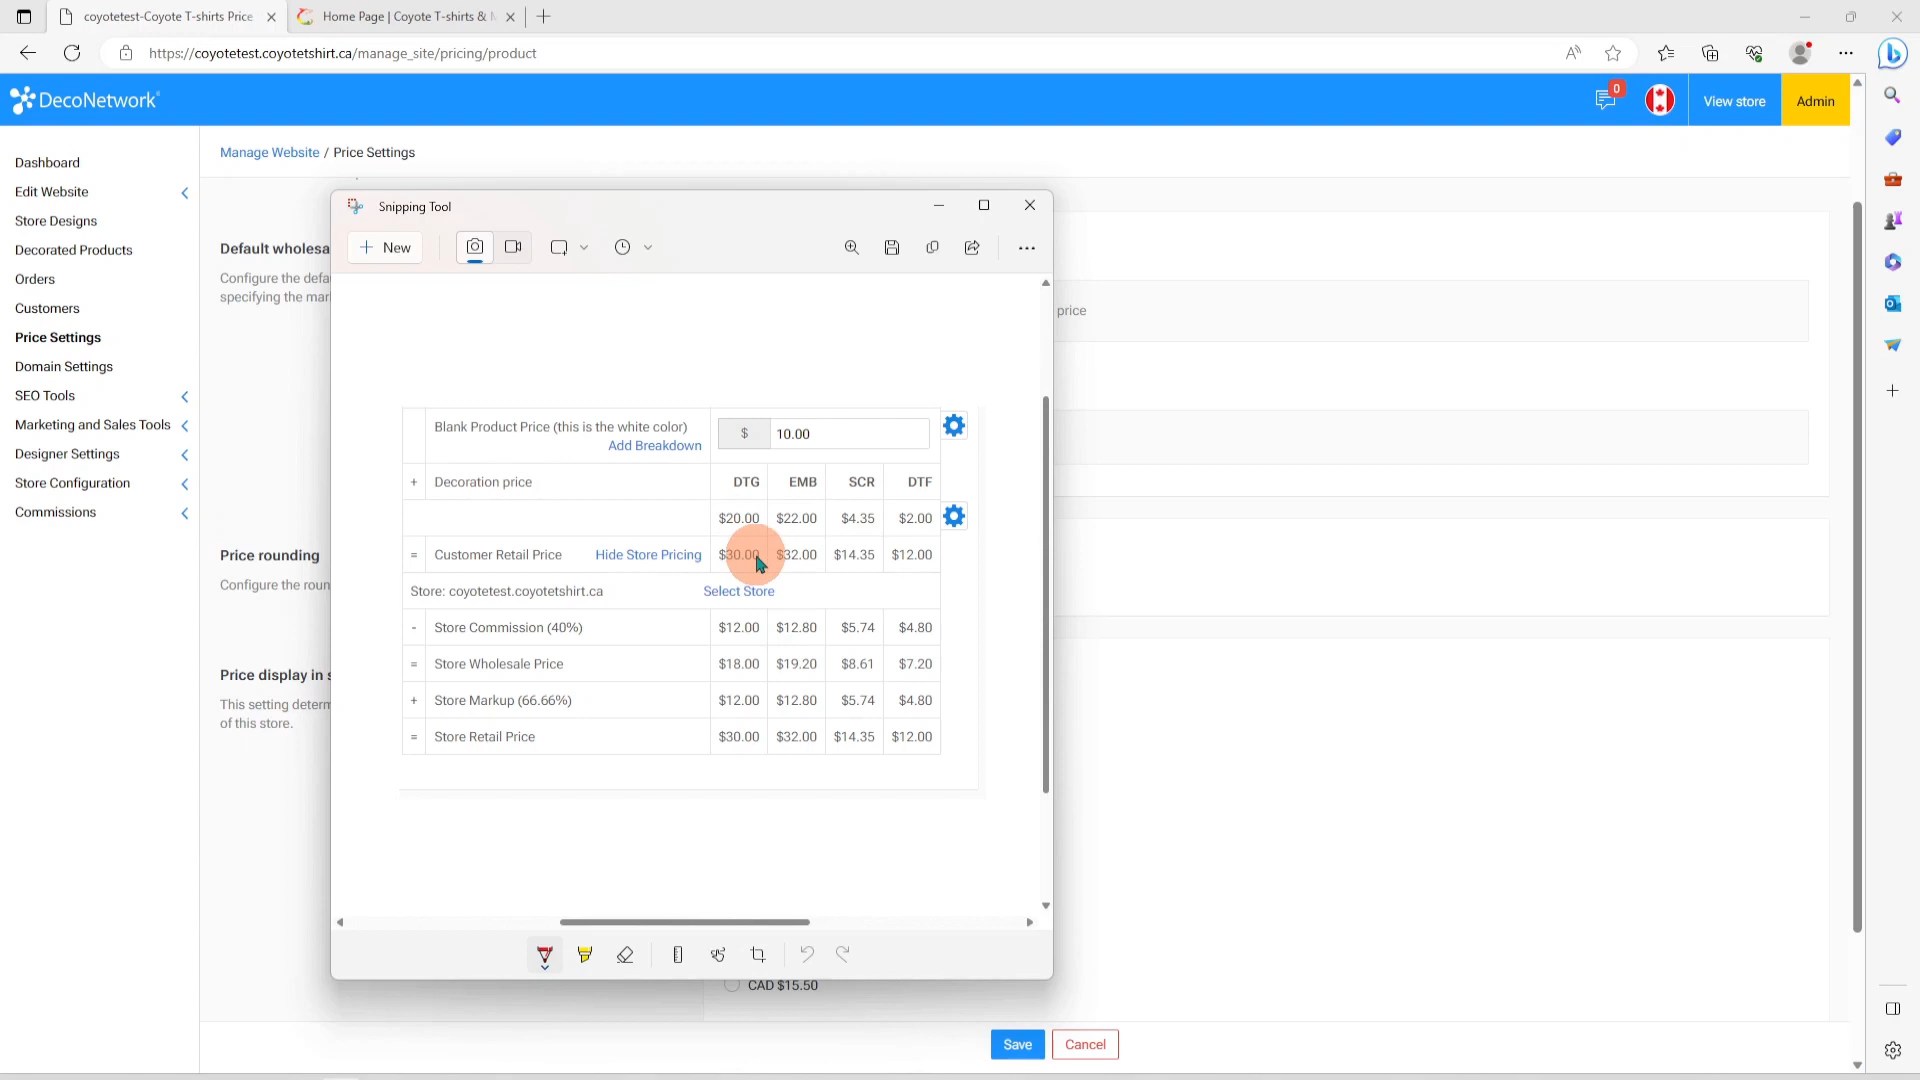 coyotetest-Coyote T-shirts Price
Home Page | Coyote T-shirts &
https://coyotetest.coyotetshirt.ca/manage_site/pricing/product
DecoNetwork
0
View store
Admin
Manage Website / Price Settings
Dashboard
Edit Website
Store Designs
Decorated Products
Orders
Customers
Price Settings
Domain Settings
SEO Tools
Marketing and Sales Tools
Designer Settings
Store Configuration
Commissions
Default wholesa
Configure the defa
specifying the mar
price
Price rounding
Configure the roun
Price display in s
This setting determ
of this store.
Snipping Tool
New
Blank Product Price (this is the white color)
Add Breakdown
$ 10.00
+ Decoration price DTG EMB SCR DTF
$20.00 $22.00 $4.35 $2.00
= Customer Retail Price Hide Store Pricing $30.00 $32.00 $14.35 $12.00
Store: coyotetest.coyotetshirt.ca Select Store
- Store Commission (40%) $12.00 $12.80 $5.74 $4.80
= Store Wholesale Price $18.00 $19.20 $8.61 $7.20
+ Store Markup (66.66%) $12.00 $12.80 $5.74 $4.80
= Store Retail Price $30.00 $32.00 $14.35 $12.00
CAD $15.50
Save
Cancel